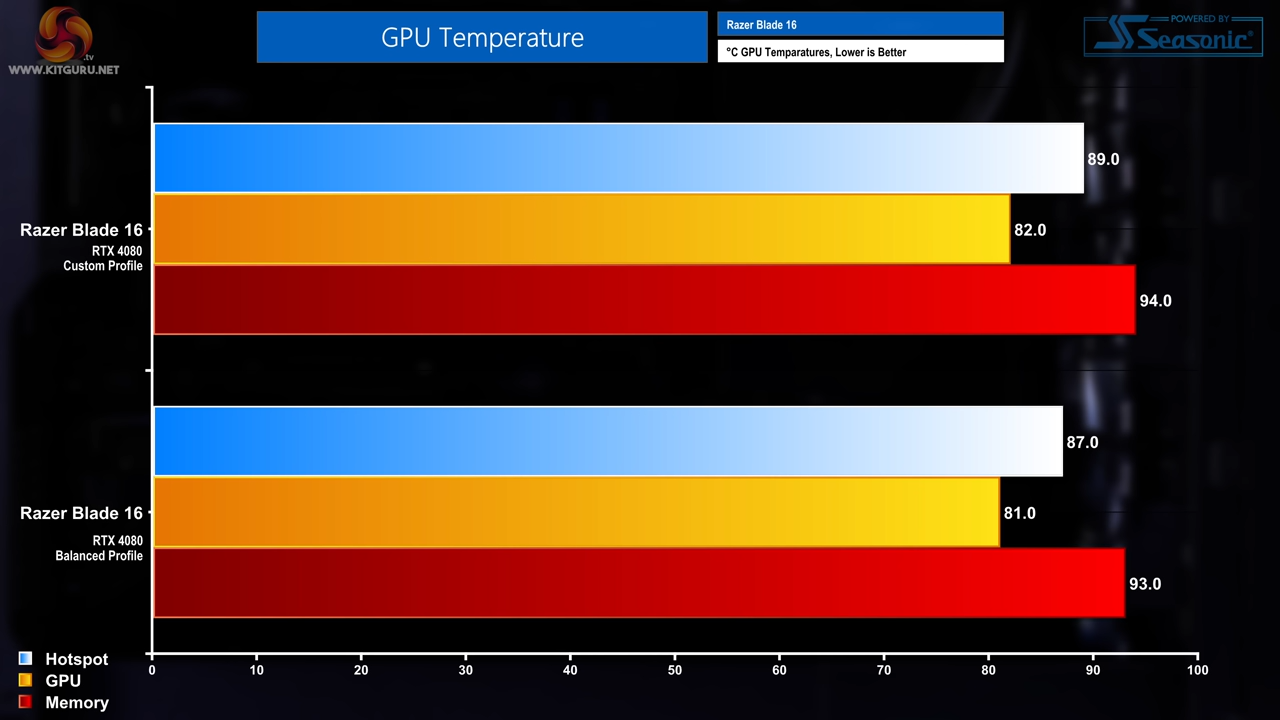 .tv
WWW.KITGURU.NET
GPU Temperature
Razer Blade 16
°C GPU Temparatures, Lower is Better
POWERED BY
Seasonic®
89.0
82.0
94.0
Razer Blade 16
RTX 4080
Custom Profile
87.0
81.0
93.0
Razer Blade 16
RTX 4080
Balanced Profile
0 10 20 30 40 50 60 70 80 90 100
Hotspot
GPU
Memory